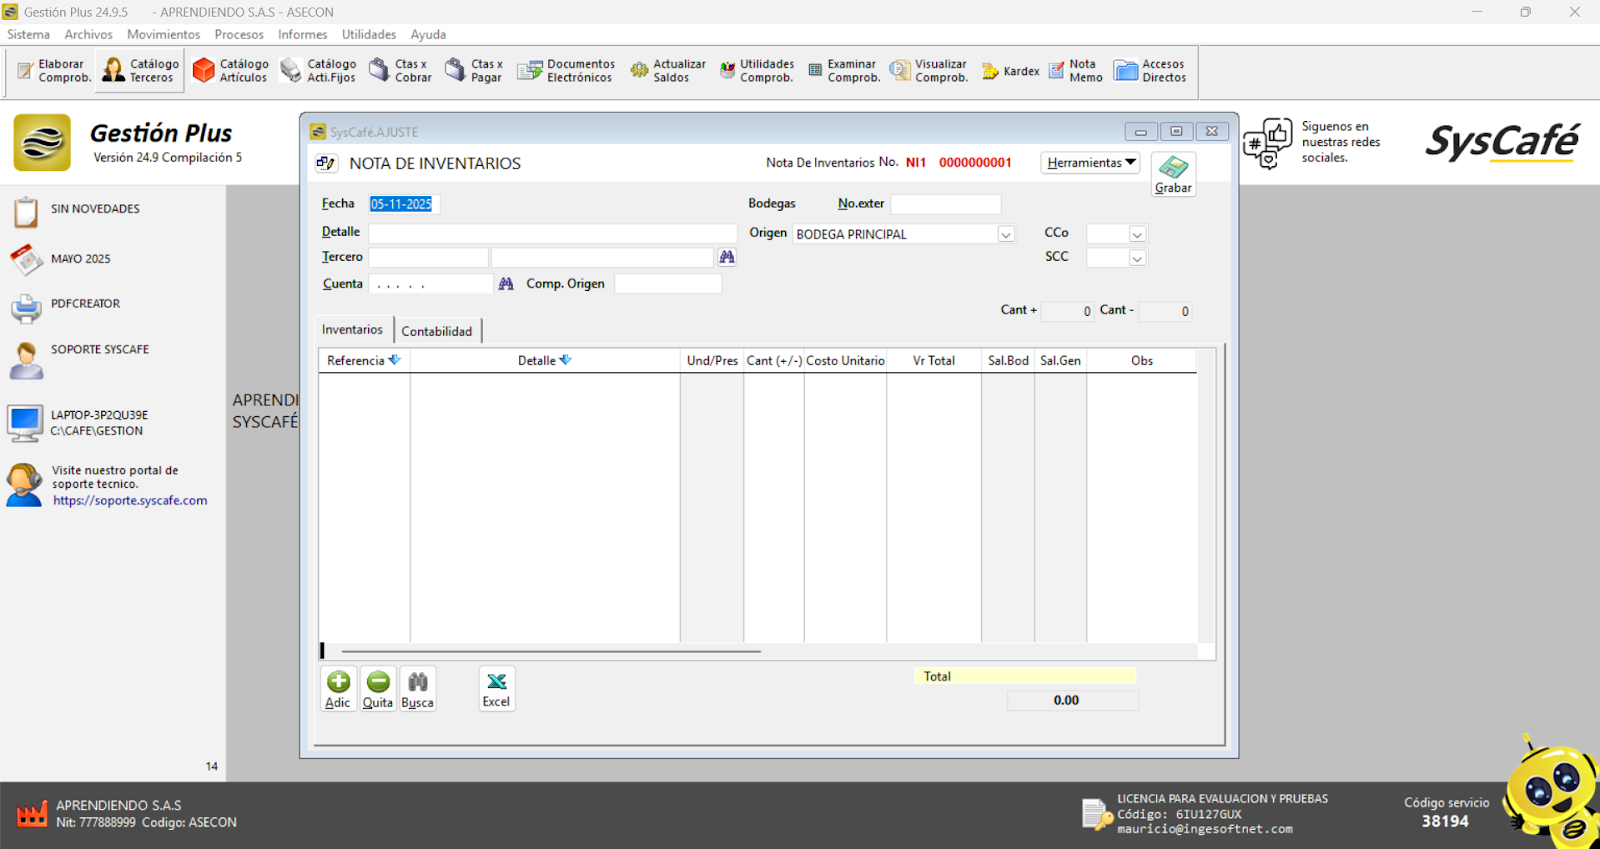 Gestión Plus 24.9.5 - APRENDIENDO S.A.S - ASECON
Sistema Archivos Movimientos Procesos Informes Utilidades Ayuda
Elaborar Comprob.
Catálogo Terceros
Catálogo Artículos
Catálogo Acti.Fijos
Ctas x Cobrar
Ctas x Pagar
Documentos Electrónicos
Actualizar Saldos
Utilidades Comprob.
Examinar Comprob.
Visualizar Comprob.
Kardex
Nota Memo
Accesos Directos
Gestión Plus
Versión 24.9 Compilación 5
Siguenos en
nuestras redes
sociales.
SysCafé
SIN NOVEDADES
MAYO 2025
PDFCREATOR
SOPORTE SYSCAFE
LAPTOP-3P2QU39E
C:\CAFE\GESTION
Visite nuestro portal de
soporte tecnico.
https://soporte.syscafe.com
14
APRENDI
SYSCAFÉ
SysCafé.AJUSTE
NOTA DE INVENTARIOS
Nota De Inventarios No. NI1 0000000001
Herramientas
Grabar
Fecha 05-11-2025
Bodegas No.exter
Detalle
Origen BODEGA PRINCIPAL
CCo
Tercero
SCC
Cuenta . . . . .
Comp. Origen
Cant + 0 Cant - 0
Inventarios Contabilidad
Referencia Detalle Und/Pres Cant (+/-) Costo Unitario Vr Total Sal.Bod Sal.Gen Obs
Adic Quita Busca Excel
Total
0.00
APRENDIENDO S.A.S
Nit: 777888999 Codigo: ASECON
LICENCIA PARA EVALUACION Y PRUEBAS
Código: 6IU127GUX
mauricio@ingesoftnet.com
Código servicio
38194